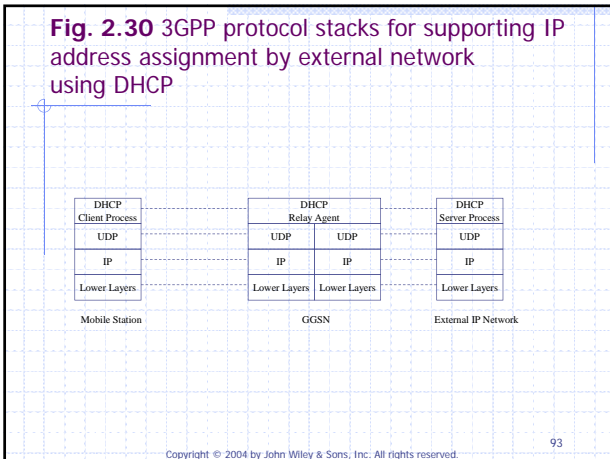 Fig. 2.30 3GPP protocol stacks for supporting IP
address assignment by external network
using DHCP
DHCP
Client Process
UDP
IP
Lower Layers
Mobile Station
DHCP
Relay Agent
UDP UDP
IP IP
Lower Layers Lower Layers
GGSN
DHCP
Server Process
UDP
IP
Lower Layers
External IP Network
93
Copyright © 2004 by John Wiley & Sons, Inc. All rights reserved.